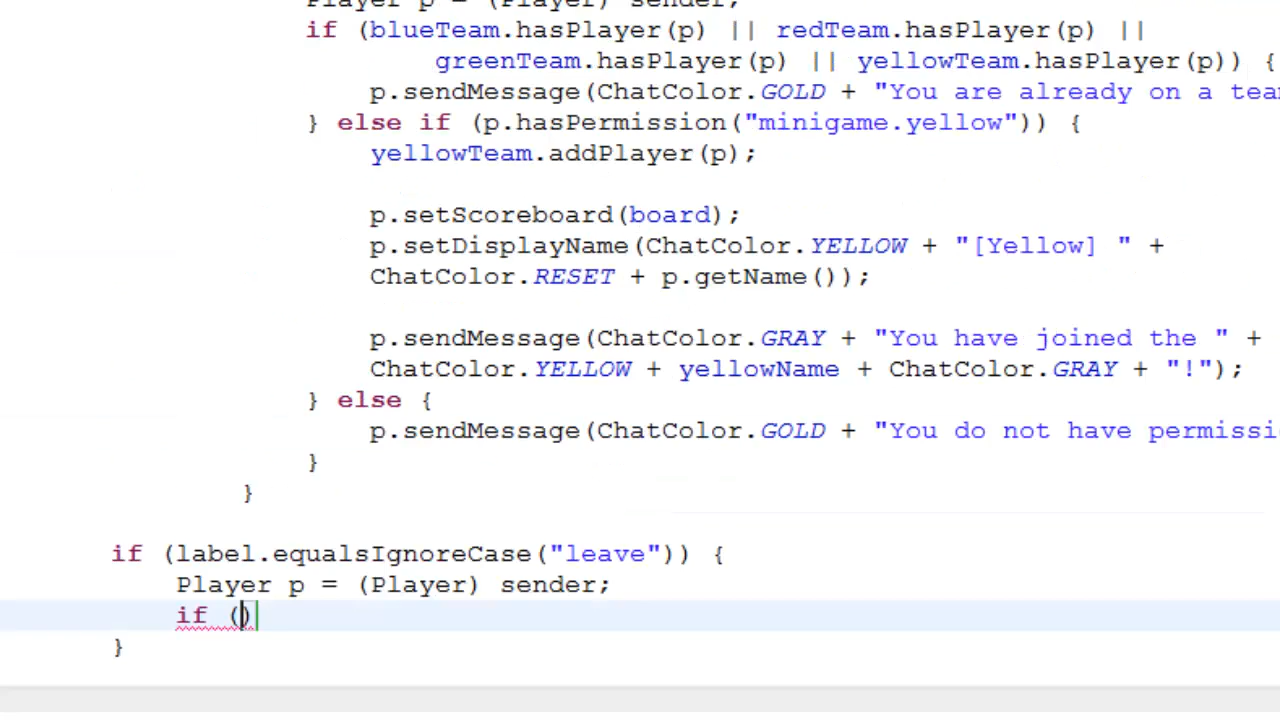 Player p = (Player) sender;
if (blueTeam.hasPlayer(p) || redTeam.hasPlayer(p) ||
greenTeam.hasPlayer(p) || yellowTeam.hasPlayer(p)) {
p.sendMessage(ChatColor.GOLD + "You are already on a tea
} else if (p.hasPermission("minigame.yellow")) {
yellowTeam.addPlayer(p);
p.setScoreboard(board);
p.setDisplayName(ChatColor.YELLOW + "[Yellow] " +
ChatColor.RESET + p.getName());
p.sendMessage(ChatColor.GRAY + "You have joined the " +
ChatColor.YELLOW + yellowName + ChatColor.GRAY + "!");
} else {
p.sendMessage(ChatColor.GOLD + "You do not have permissi
}
}
if (label.equalsIgnoreCase("leave")) {
Player p = (Player) sender;
if ()
}